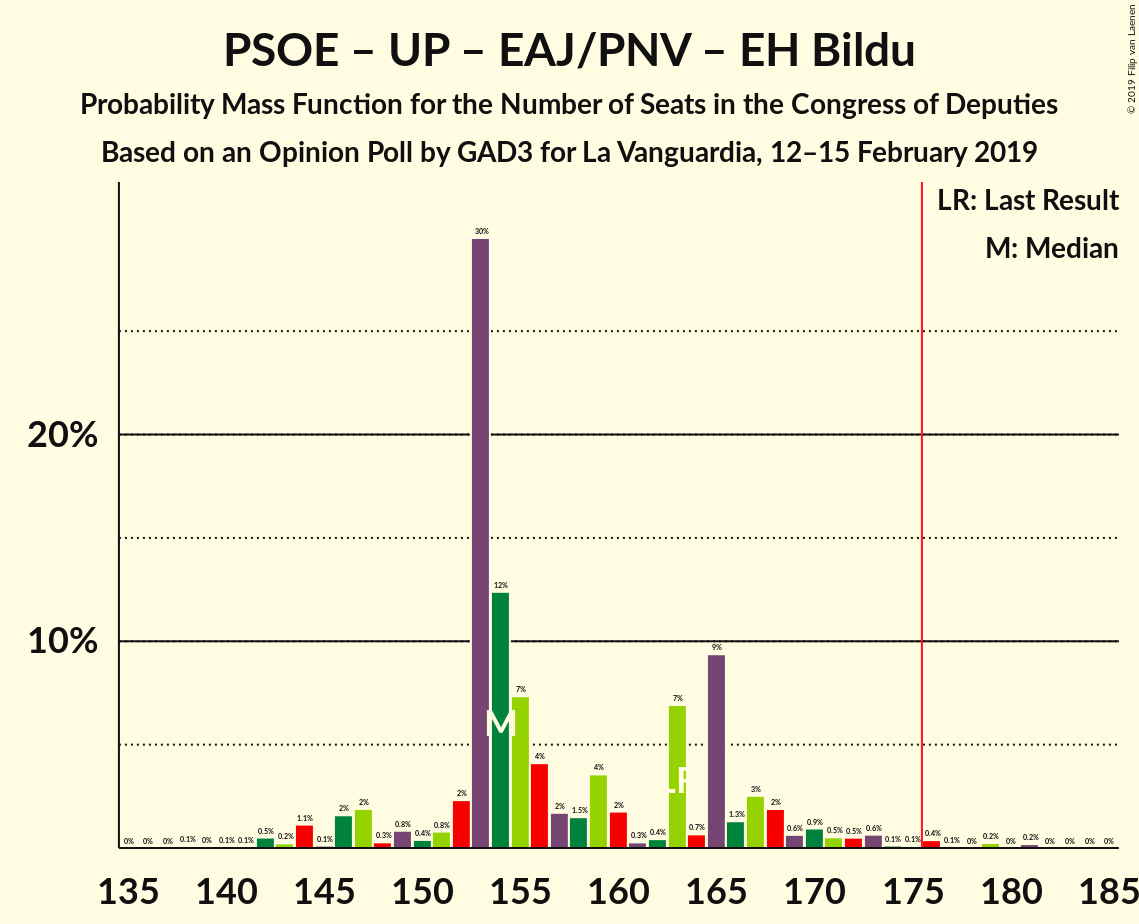 PSOE – UP – EAJ/PNV – EH Bildu
Probability Mass Function for the Number of Seats in the Congress of Deputies
Based on an Opinion Poll by GAD3 for La Vanguardia, 12–15 February 2019
© 2019 Filip van Laenen
LR: Last Result
M: Median
20%
10%
0% 0% 0% 0.1% 0% 0.1% 0.1% 0.5% 0.2% 1.1% 0.1% 2% 2% 0.3% 0.8% 0.4% 0.8% 2% 30% 12% 7% 4% 2% 1.5% 4% 2% 0.3% 0.4% 7% 0.7% 9% 1.3% 3% 2% 0.6% 0.9% 0.5% 0.5% 0.6% 0.1% 0.1% 0.4% 0.1% 0% 0.2% 0% 0.2% 0% 0% 0% 0%
M
LR
135 140 145 150 155 160 165 170 175 180 185